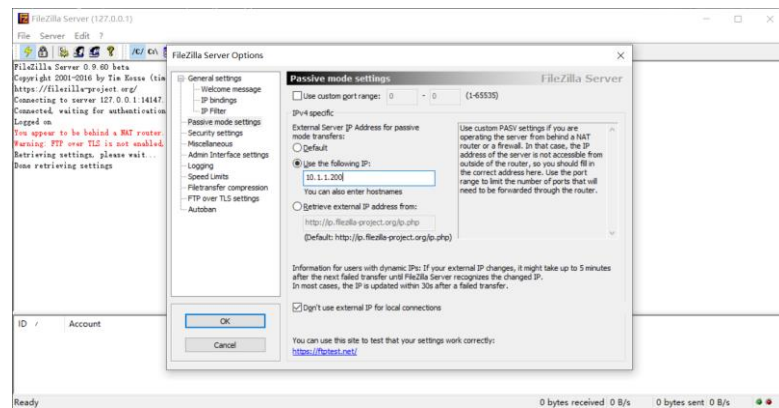 FileZilla Server (127.0.0.1)
File Server Edit ?
/C/ C:\
FileZilla Server 0.9.60 beta
Copyright 2001-2016 by Tim Kosse (tim
https://filezilla-project.org/
Connecting to server 127.0.0.1:14147.
Connected, waiting for authentication
Logged on
You appear to be behind a NAT router.
Warning: FTP over TLS is not enabled,
Retrieving settings, please wait...
Done retrieving settings
FileZilla Server Options
General settings
Welcome message
IP bindings
IP Filter
Passive mode settings
Security settings
Miscellaneous
Admin Interface settings
Logging
Speed Limits
Filetransfer compression
FTP over TLS settings
Autoban
OK
Cancel
Passive mode settings
FileZilla Server
Use custom port range: 0 - 0 (1-65535)
IPv4 specific
External Server IP Address for passive
mode transfers:
Default
Use the following IP:
10.1.1.200
You can also enter hostnames
Retrieve external IP address from:
http://ip.filezilla-project.org/ip.php
(Default: http://ip.filezilla-project.org/ip.php)
Use custom PASV settings if you are
operating the server from behind a NAT
router or a firewall. In that case, the IP
address of the server is not accessible from
outside of the router, so you should fill in
the correct address here. Use the port
range to limit the number of ports that will
need to be forwarded through the router.
Information for users with dynamic IPs: If your external IP changes, it might take up to 5 minutes
after the next failed transfer until FileZilla Server recognizes the changed IP.
In most cases, the IP is updated within 30s after a failed transfer.
Don't use external IP for local connections
You can use this site to test that your settings work correctly:
https://ftptest.net/
ID / Account
Ready
0 bytes received 0 B/s 0 bytes sent 0 B/s